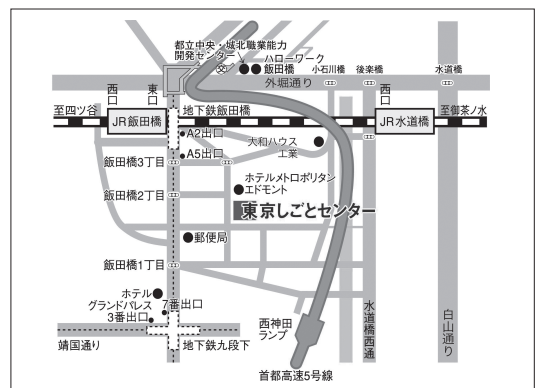 都立中央・城北職業能力
開発センター
ハローワーク
飯田橋
小石川橋
後楽橋
水道橋
外堀通り
西口
東口
西口
至四ツ谷
地下鉄飯田橋
至御茶ノ水
JR飯田橋
JR水道橋
A2出口
大和ハウス
工業
A5出口
飯田橋3丁目
ホテルメトロポリタン
エドモント
飯田橋2丁目
東京しごとセンター
郵便局
飯田橋1丁目
ホテル
グランドパレス
7番出口
3番出口
西神田
ランプ
水道橋西通り
白山通り
靖国通り
地下鉄九段下
首都高速5号線